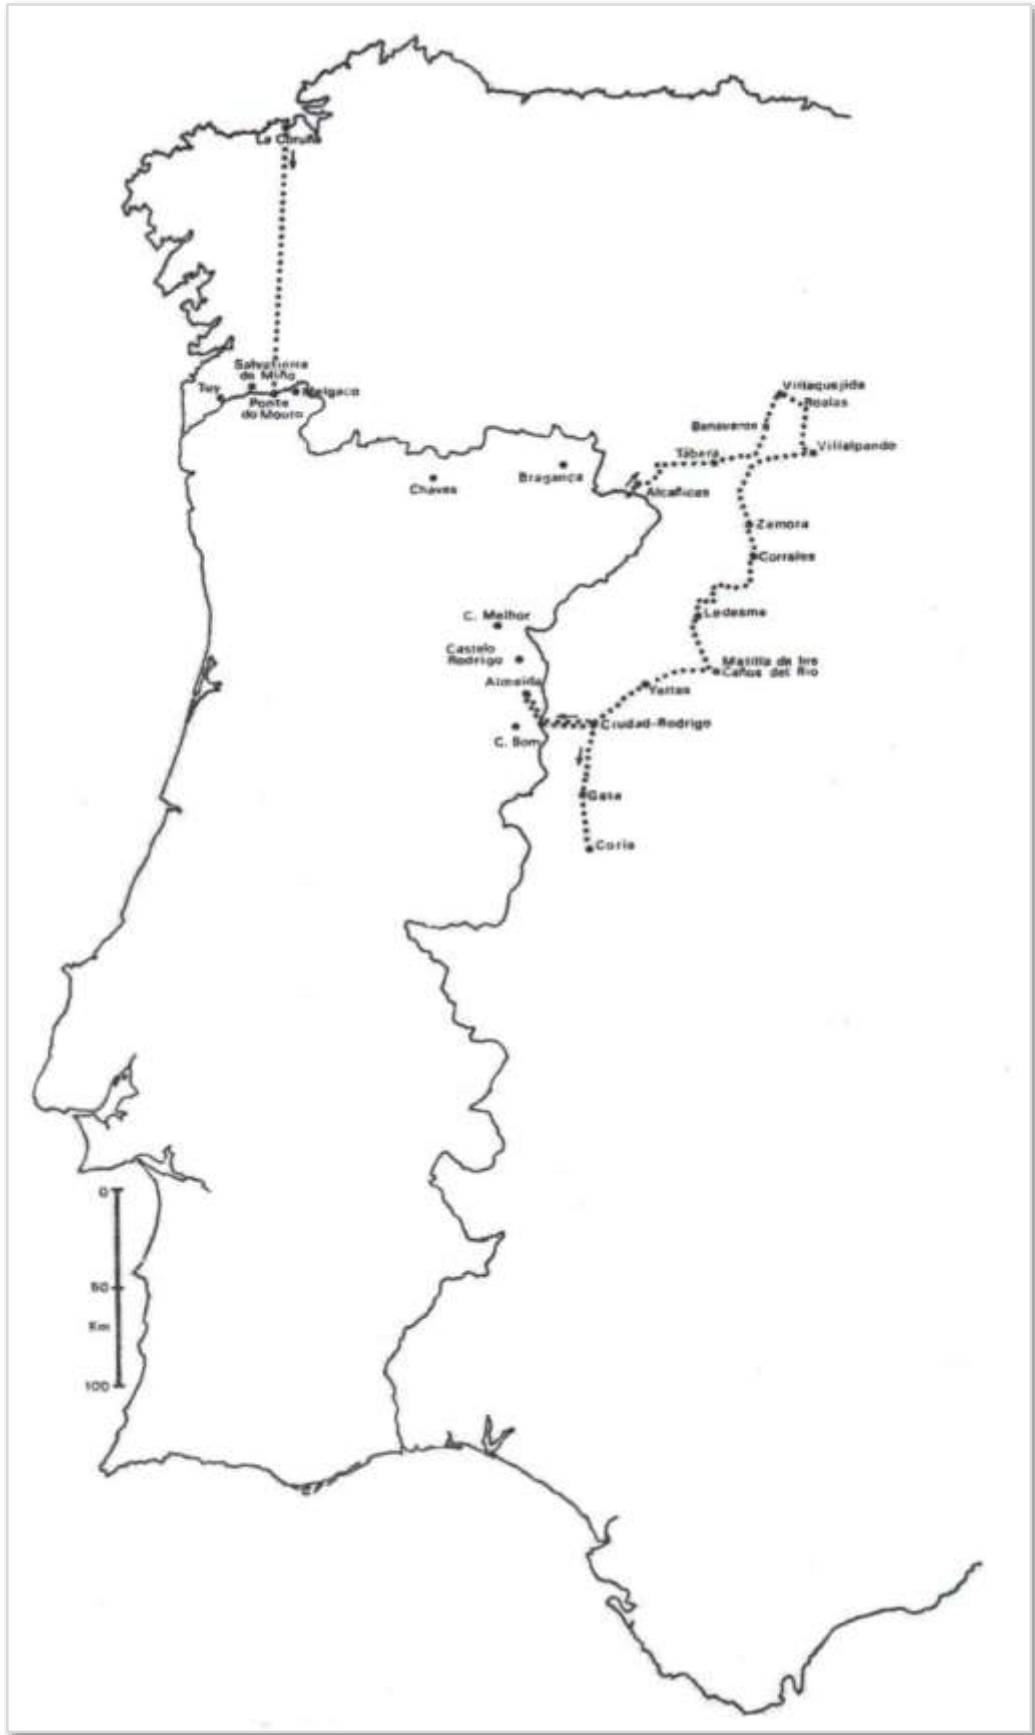 La Coruña
Salvatierra
de Miño
Tuy
Melgaço
Ponte
do Mouro
Villaquejida
Roales
Benavente
Villalpando
Tábara
Bragança
Chaves
Alcañices
Zamora
Corrales
C. Melhor
Ledesma
Castelo
Rodrigo
Matilla de los
Caños del Rio
Almeida
Yeltes
Ciudad-Rodrigo
C. Bom
Gata
Coria
0
50
Km
100